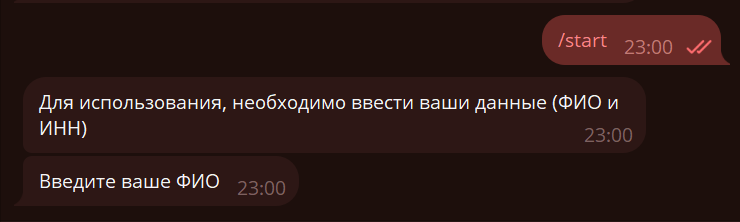 /start 23:00
Для использования, необходимо ввести ваши данные (ФИО и
ИНН)
23:00
Введите ваше ФИО 23:00